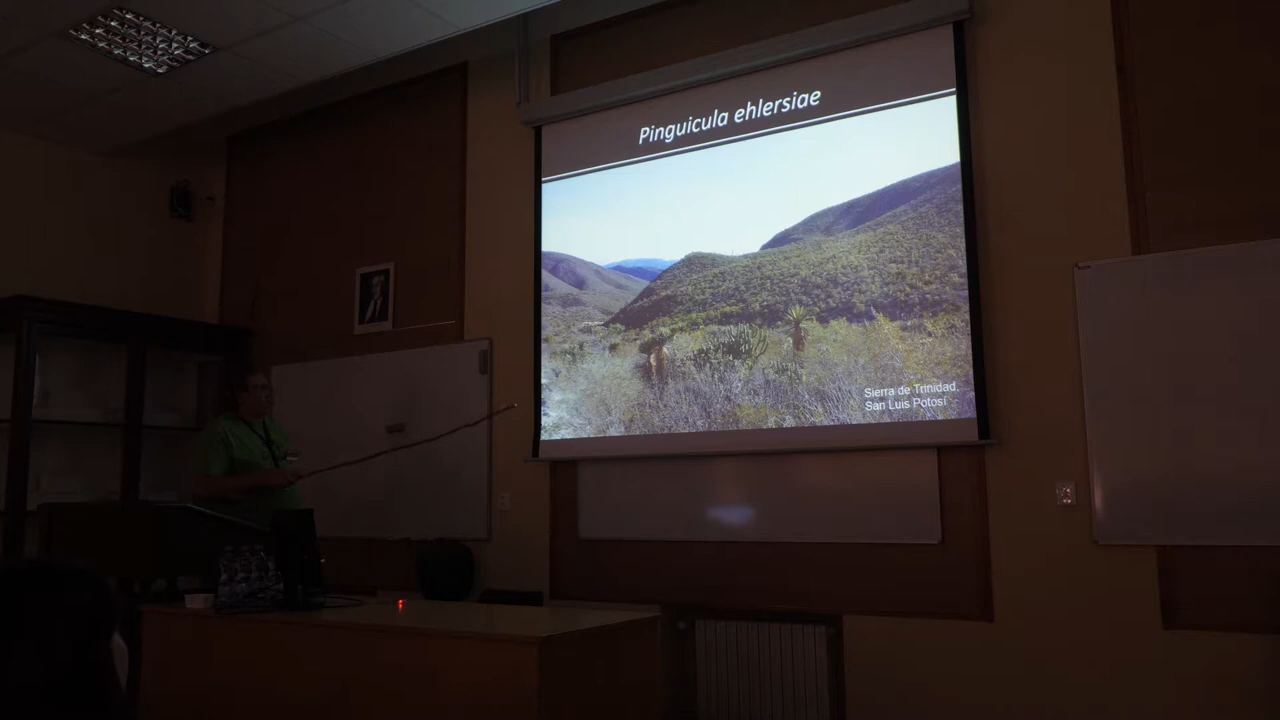 Pinguicula ehlersiae
Sierra de Trinidad,
San Luis Potosí